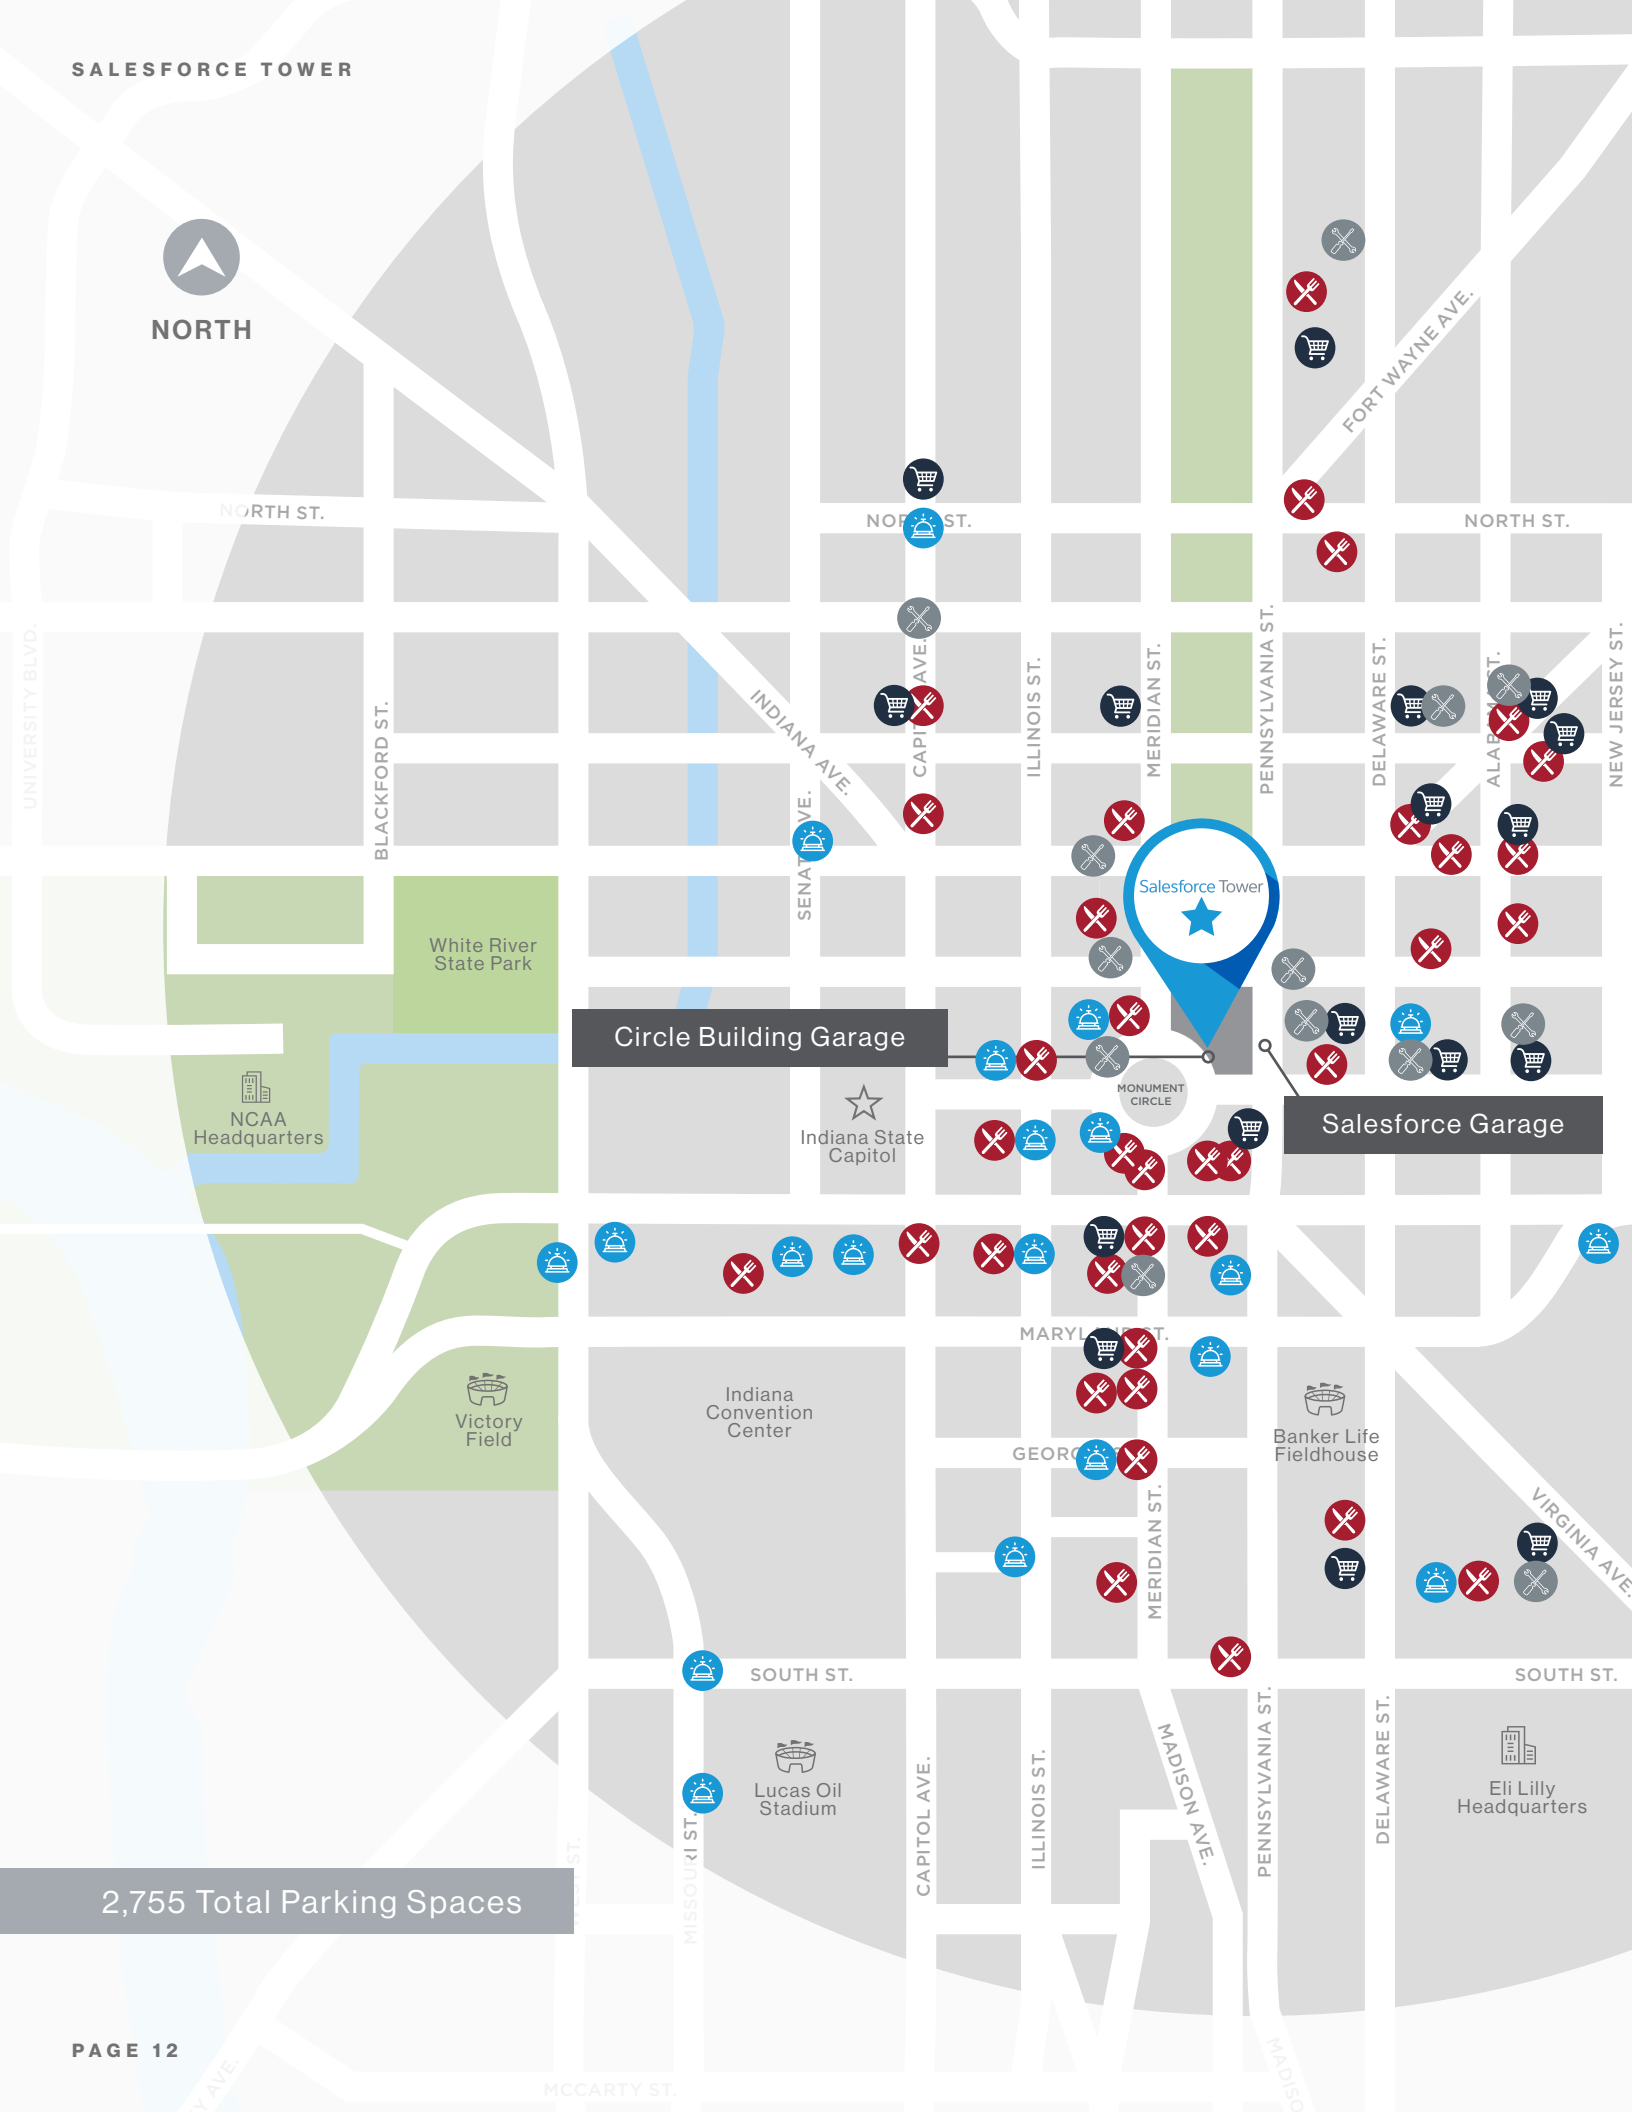 SALESFORCE TOWER
NORTH
FORT WAYNE AVE.
NORTH ST.
ST.
NORTH ST.
UNIVERSITY BLVD.
BLACKFORD ST.
INDIANA AVE.
AVE.
ILLINOIS ST.
MERIDIAN ST.
PENNSYLVANIA ST.
DELAWARE ST.
NEW JERSEY ST.
Salesforce Tower
White River
State Park
Circle Building Garage
NCAA
Headquarters
Indiana State
Capitol
MONUMENT
CIRCLE
Salesforce Garage
Victory
Field
Indiana
Convention
Center
Banker Life
Fieldhouse
MERIDIAN ST.
VIRGINIA AVE.
SOUTH ST.
SOUTH ST.
Lucas Oil
Stadium
MISSOURI ST.
CAPITOL AVE.
ILLINOIS ST.
MADISON AVE.
PENNSYLVANIA ST.
DELAWARE ST.
Eli Lilly
Headquarters
2,755 Total Parking Spaces
PAGE 12
MCCARTY ST.